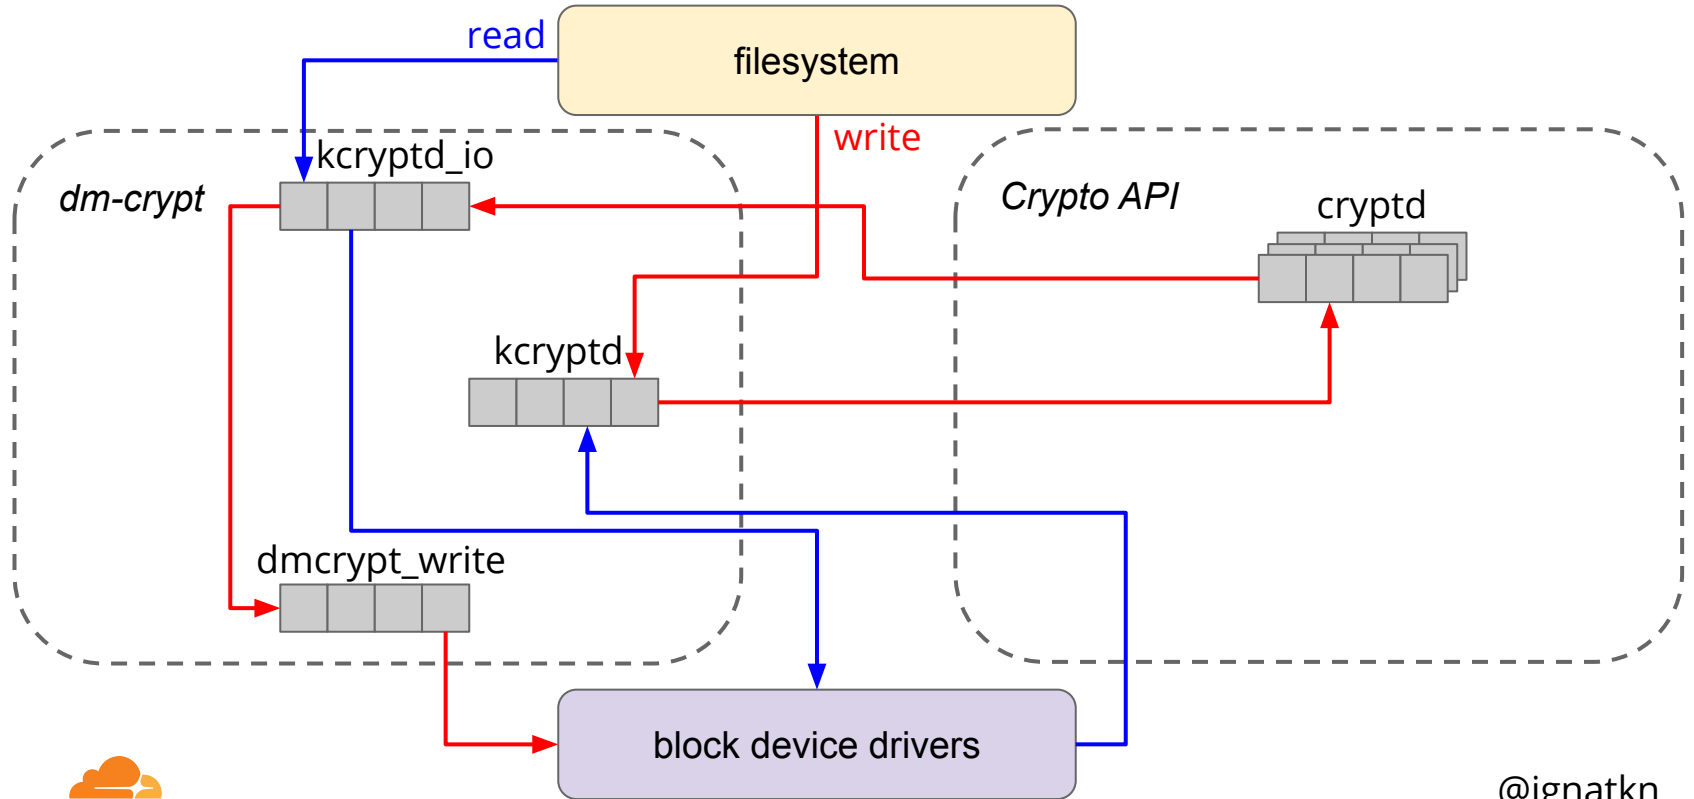 read
filesystem
write
kcryptd_io
dm-crypt
Crypto API
cryptd
kcryptd
dmcrypt_write
block device drivers
@ignatkn